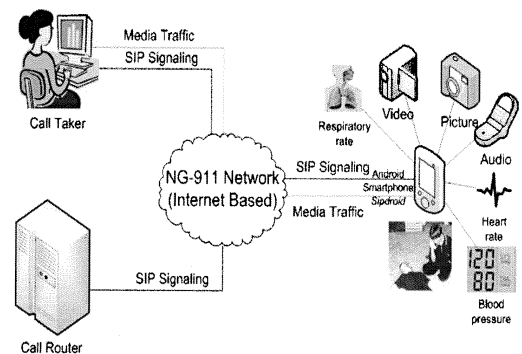 Media Traffic
SIP Signaling
Call Taker
NG-911 Network
(Internet Based)
SIP Signaling
Call Router
SIP Signaling
Media Traffic
Android
Smartphone
Sipdroid
Respiratory
rate
Video
Picture
Audio
Heart
rate
120
80
Blood
pressure